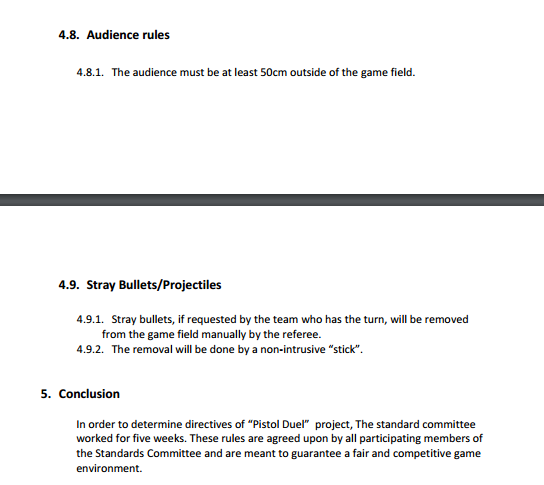 4.8. Audience rules
4.8.1. The audience must be at least 50cm outside of the game field.
4.9. Stray Bullets/Projectiles
4.9.1. Stray bullets, if requested by the team who has the turn, will be removed
from the game field manually by the referee.
4.9.2. The removal will be done by a non-intrusive “stick”.
5. Conclusion
In order to determine directives of “Pistol Duel” project, The standard committee
worked for five weeks. These rules are agreed upon by all participating members of
the Standards Committee and are meant to guarantee a fair and competitive game
environment.